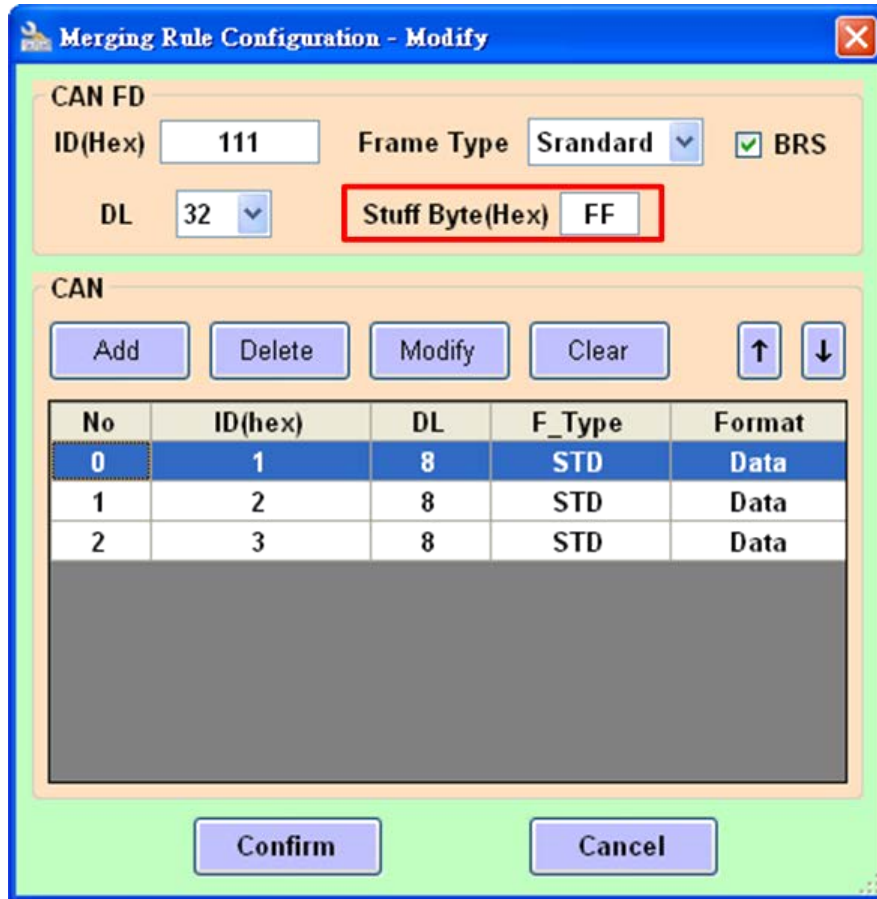 Merging Rule Configuration - Modify
CAN FD
ID(Hex) 111 Frame Type Srandard BRS
DL 32 Stuff Byte(Hex) FF
CAN
Add Delete Modify Clear ↑ ↓
No ID(hex) DL F_Type Format
0 1 8 STD Data
1 2 8 STD Data
2 3 8 STD Data
Confirm Cancel